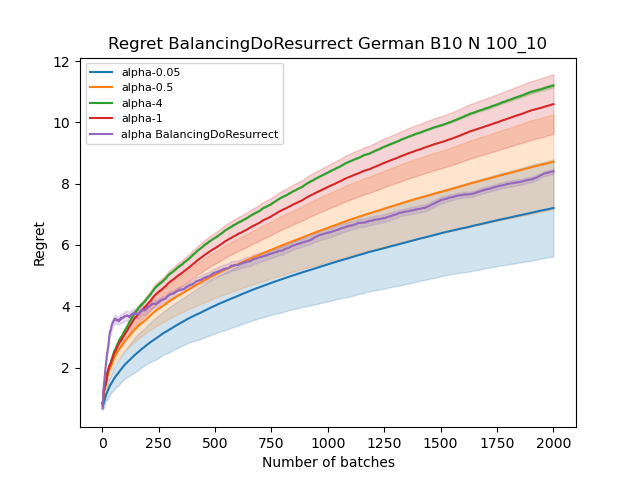 Regret BalancingDoResurrect German B10 N 100_10
12
10
8
6
4
2
Regret
alpha-0.05
alpha-0.5
alpha-4
alpha-1
alpha BalancingDoResurrect
0 250 500 750 1000 1250 1500 1750 2000
Number of batches